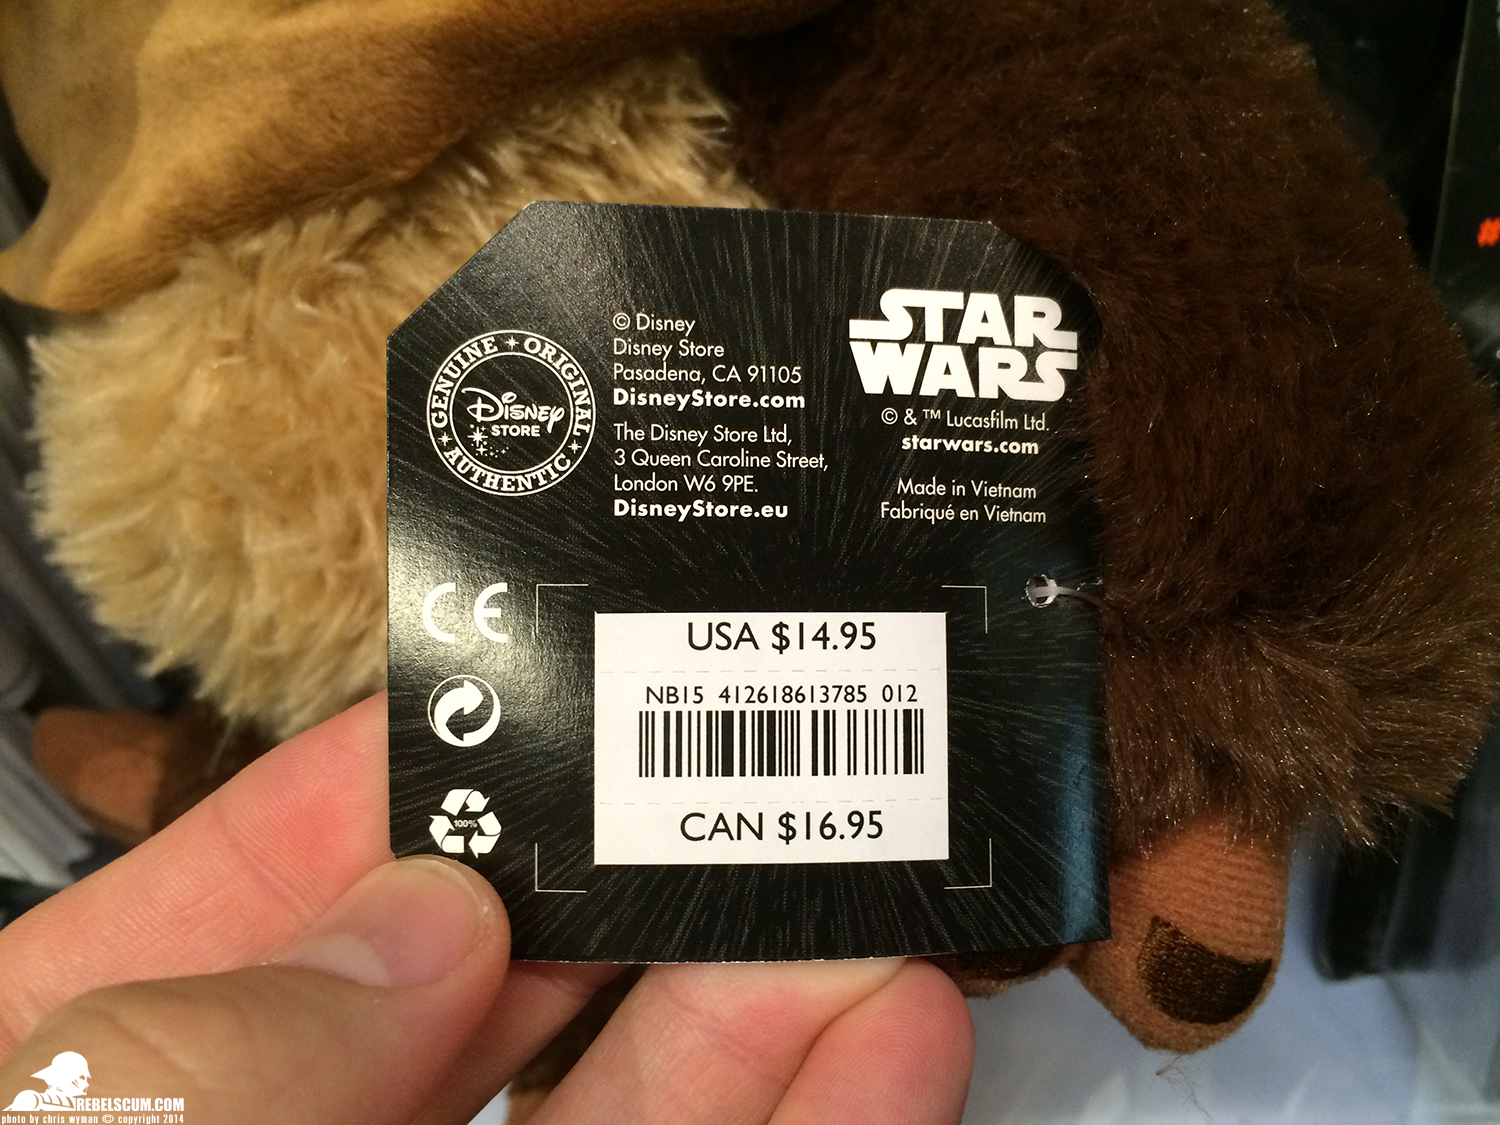 GENUINE ORIGINAL
AUTHENTIC
Disney
STORE
© Disney
Disney Store
Pasadena, CA 91105
DisneyStore.com
The Disney Store Ltd,
3 Queen Caroline Street,
London W6 9PE.
DisneyStore.eu
STAR
WARS
© & ™ Lucasfilm Ltd.
starwars.com
Made in Vietnam
Fabriqué en Vietnam
CE
100%
USA $14.95
NB15 412618613785 012
CAN $16.95
#
REBELSCUM.COM
photo by chris wyman © copyright 2014